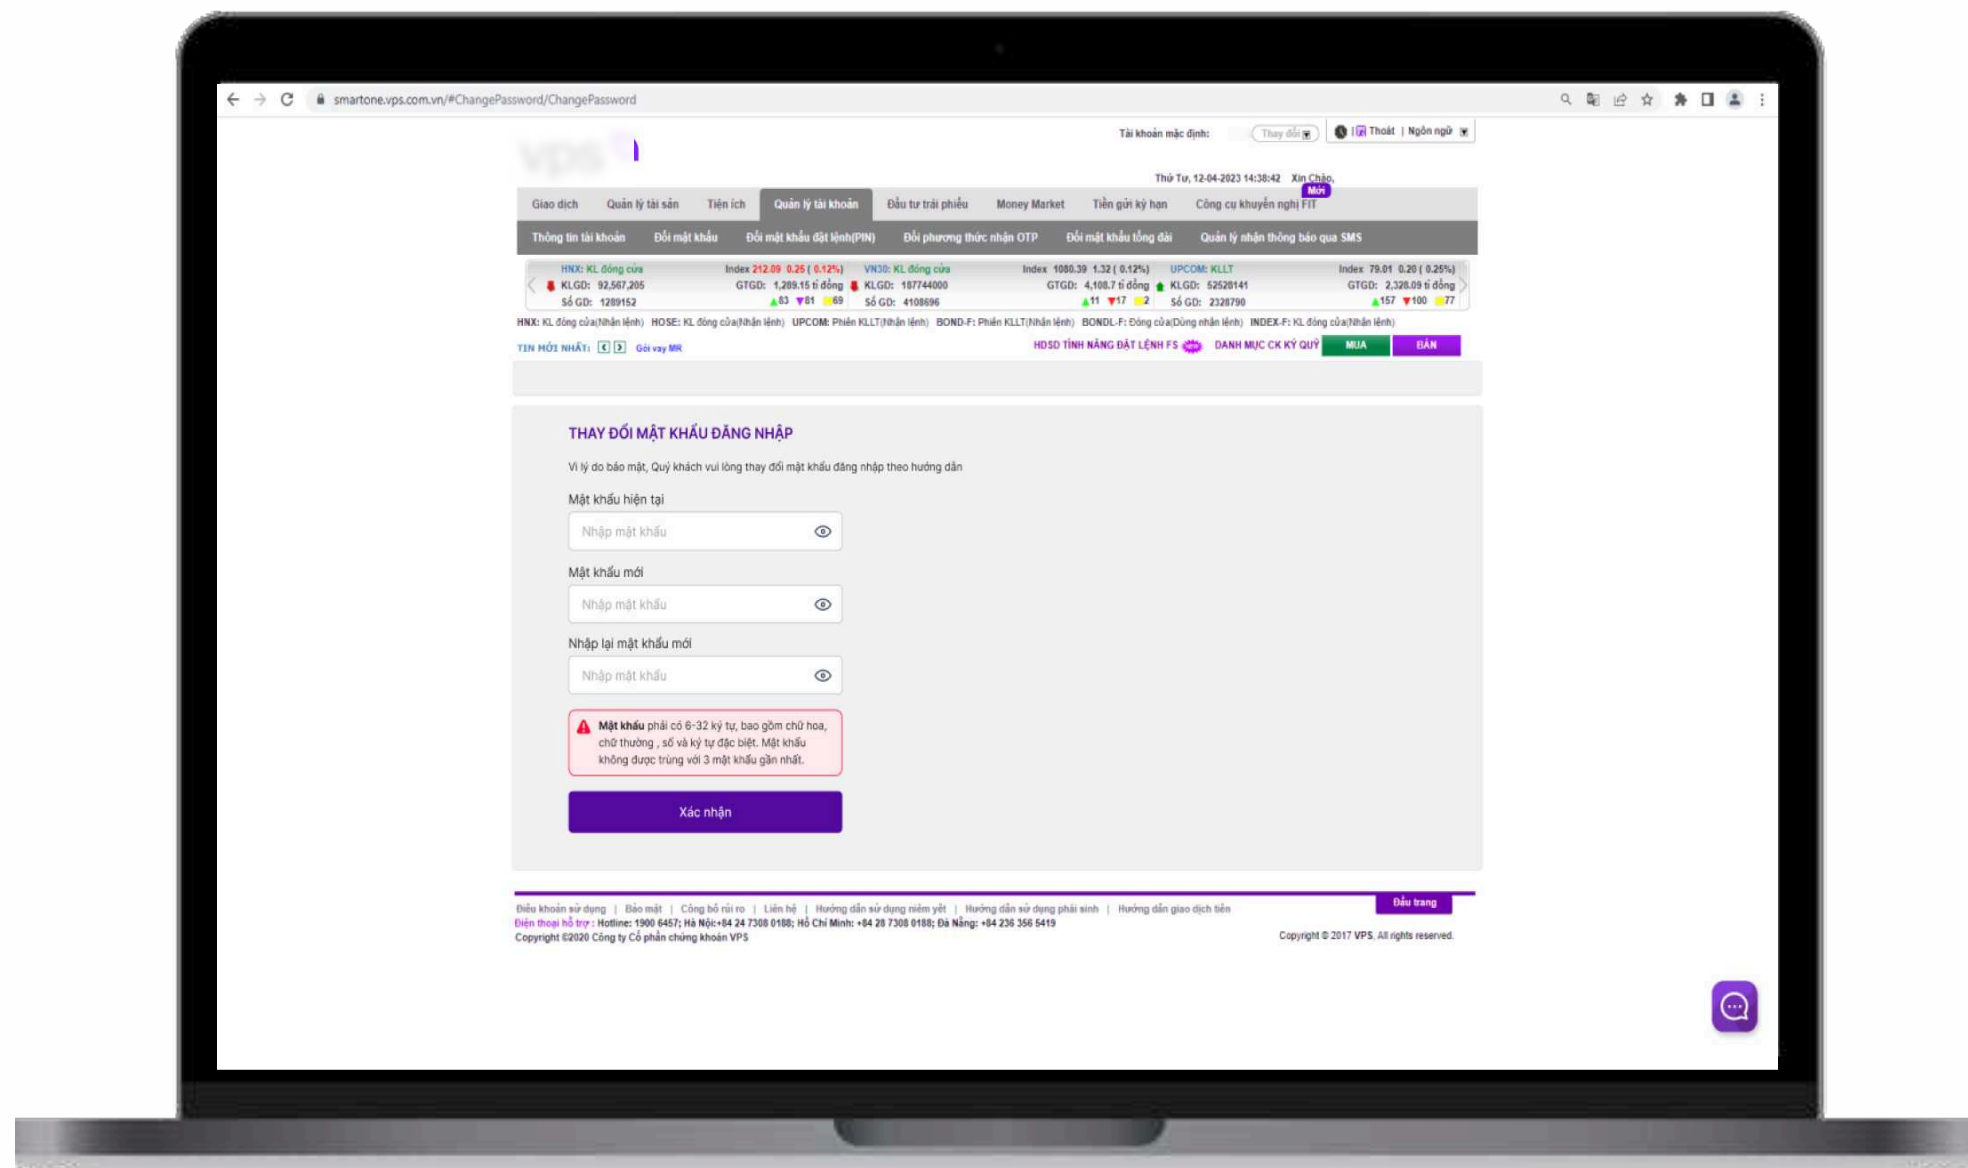 smartone.vps.com.vn/#ChangePassword/ChangePassword
vps
Tài khoản mặc định: Thay đổi | Thoát | Ngôn ngữ
Thứ Tư, 12-04-2023 14:38:42 Xin Chào,
Mới
Giao dịch Quản lý tài sản Tiện ích Quản lý tài khoản Đầu tư trái phiếu Money Market Tiền gửi kỳ hạn Công cụ khuyến nghị FIT
Thông tin tài khoản Đổi mật khẩu Đổi mật khẩu đặt lệnh(PIN) Đổi phương thức nhận OTP Đổi mật khẩu tổng đài Quản lý nhận thông báo qua SMS
HNX: KL đóng cửa Index 212.09 0.25 ( 0.12%) VN30: KL đóng cửa Index 1080.39 1.32 ( 0.12%) UPCOM: KLLT Index 79.01 0.20 ( 0.25%)
KLGD: 92,567,205 GTGD: 1,289.15 tỉ đồng KLGD: 187744000 GTGD: 4,108.7 tỉ đồng KLGD: 52528141 GTGD: 2,328.09 tỉ đồng
Số GD: 1289152 ▲83 ▼81 69 Số GD: 4108696 ▲11 ▼17 2 Số GD: 2328790 ▲157 ▼100 77
HNX: KL đóng cửa(Nhận lệnh) HOSE: KL đóng cửa(Nhận lệnh) UPCOM: Phiên KLLT(Nhận lệnh) BOND-F: Phiên KLLT(Nhận lệnh) BONDL-F: Đóng cửa(Dừng nhận lệnh) INDEX-F: KL đóng cửa(Nhận lệnh)
TIN MỚI NHẤT: Gói vay MR HDSD TÍNH NĂNG ĐẶT LỆNH FS NEW DANH MỤC CK KÝ QUỸ MUA BÁN
THAY ĐỔI MẬT KHẨU ĐĂNG NHẬP
Vì lý do bảo mật, Quý khách vui lòng thay đổi mật khẩu đăng nhập theo hướng dẫn
Mật khẩu hiện tại
Nhập mật khẩu
Mật khẩu mới
Nhập mật khẩu
Nhập lại mật khẩu mới
Nhập mật khẩu
Mật khẩu phải có 6-32 ký tự, bao gồm chữ hoa,
chữ thường , số và ký tự đặc biệt. Mật khẩu
không được trùng với 3 mật khẩu gần nhất.
Xác nhận
Điều khoản sử dụng | Bảo mật | Công bố rủi ro | Liên hệ | Hướng dẫn sử dụng niêm yết | Hướng dẫn sử dụng phái sinh | Hướng dẫn giao dịch tiền Đầu trang
Điện thoại hỗ trợ : Hotline: 1900 6457; Hà Nội:+84 24 7308 0188; Hồ Chí Minh: +84 28 7308 0188; Đà Nẵng: +84 236 356 5419
Copyright ©2020 Công ty Cổ phần chứng khoán VPS Copyright © 2017 VPS, All rights reserved.